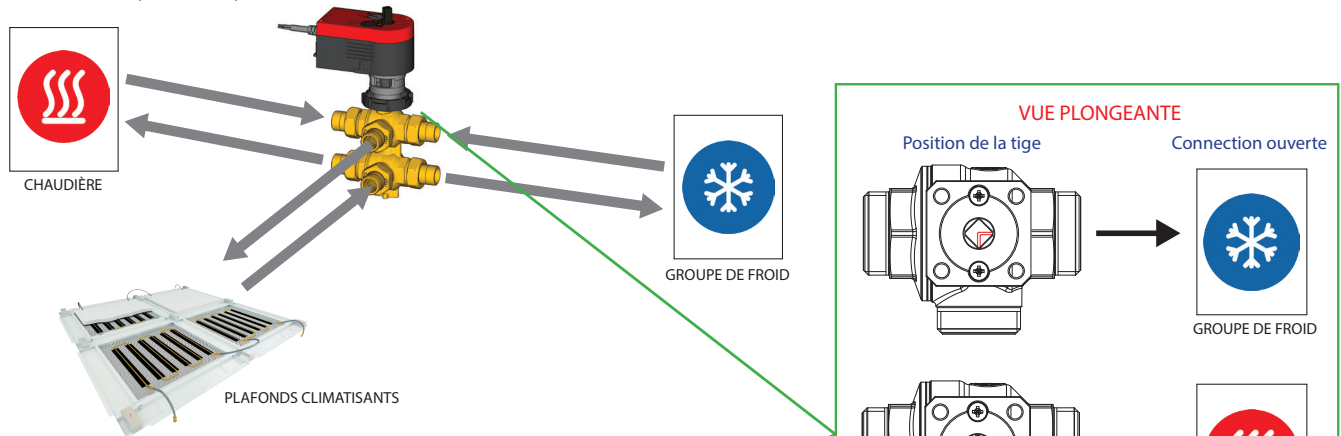 CHAUDIÈRE
GROUPE DE FROID
PLAFONDS CLIMATISANTS
VUE PLONGEANTE
Position de la tige
Connection ouverte
GROUPE DE FROID